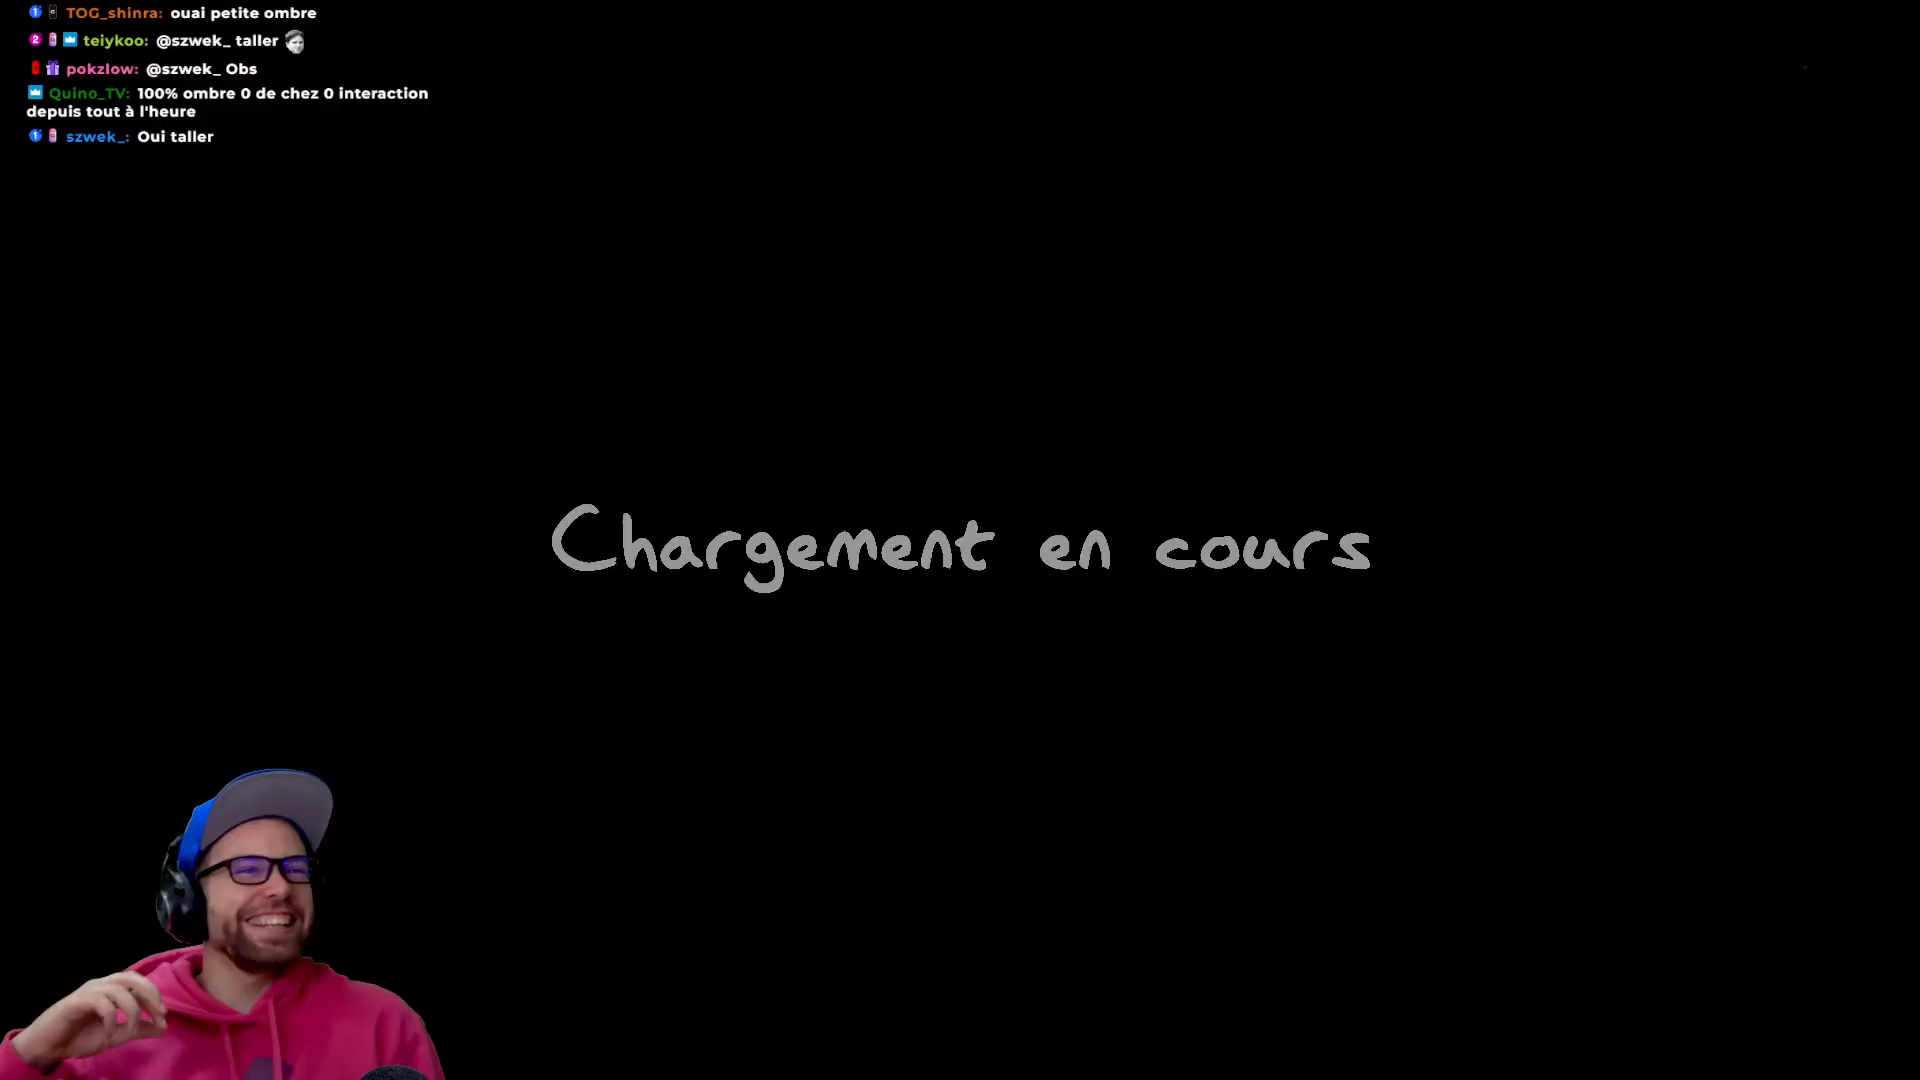 TOG_shinra: ouai petite ombre
teiykoo: @szwek_ taller
pokzlow: @szwek_ Obs
Quino_TV: 100% ombre 0 de chez 0 interaction
depuis tout à l'heure
szwek_: Oui taller
Chargement en cours